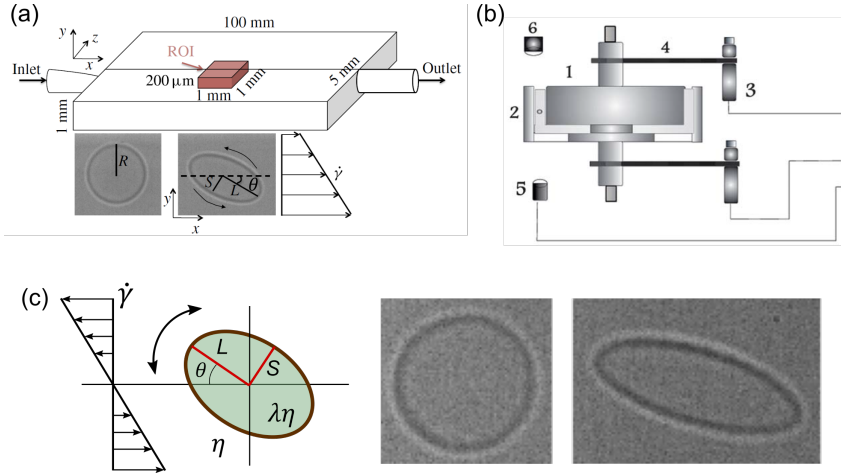 (a)
100 mm
y
z
x
ROI
Inlet
200 μm
1 mm
1 mm
5 mm
Outlet
1 mm
R
S
L
θ
γ̇
y
x
(b)
6
4
1
2
3
5
(c)
γ̇
L
S
θ
λη
η